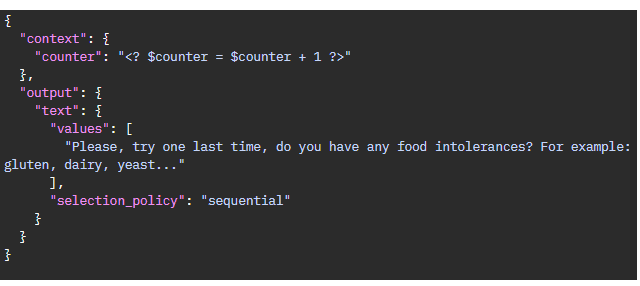 {
  "context": {
    "counter": "<? $counter = $counter + 1 ?>"
  },
  "output": {
    "text": {
      "values": [
        "Please, try one last time, do you have any food intolerances? For example:
gluten, dairy, yeast..."
      ],
      "selection_policy": "sequential"
    }
  }
}